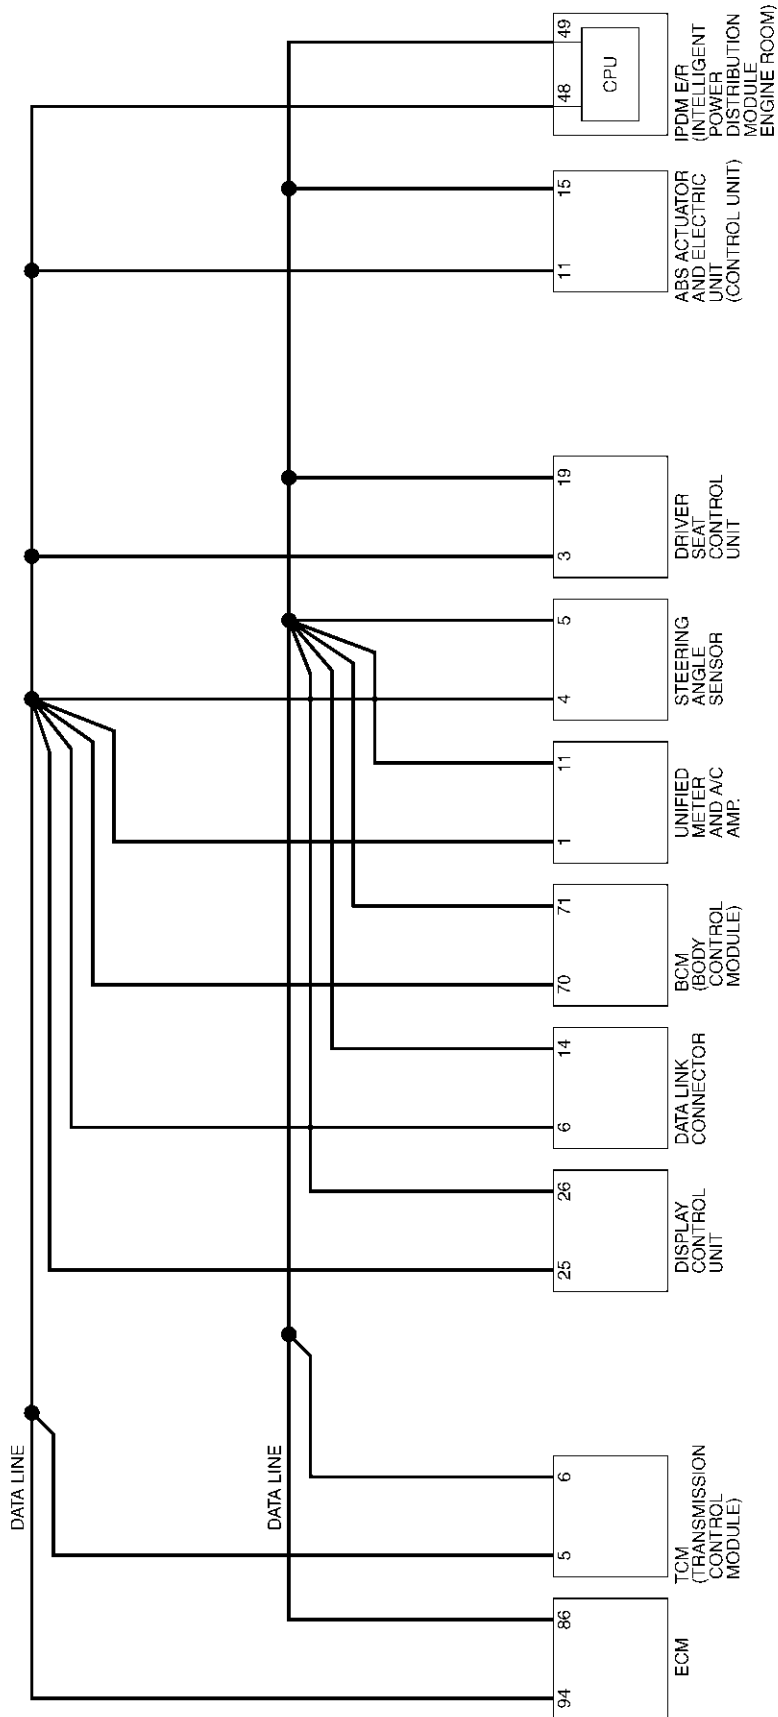 DATA LINE
DATA LINE
94
86
ECM
5
6
TCM
(TRANSMISSION
CONTROL
MODULE)
25
26
DISPLAY
CONTROL
UNIT
6
14
DATA LINK
CONNECTOR
70
71
BCM
(BODY
CONTROL
MODULE)
1
11
UNIFIED
METER
AND A/C
AMP.
4
5
STEERING
ANGLE
SENSOR
3
19
DRIVER
SEAT
CONTROL
UNIT
11
15
ABS ACTUATOR
AND ELECTRIC
UNIT
(CONTROL UNIT)
48
49
CPU
IPDM E/R
(INTELLIGENT
POWER
DISTRIBUTION
MODULE
ENGINE ROOM)